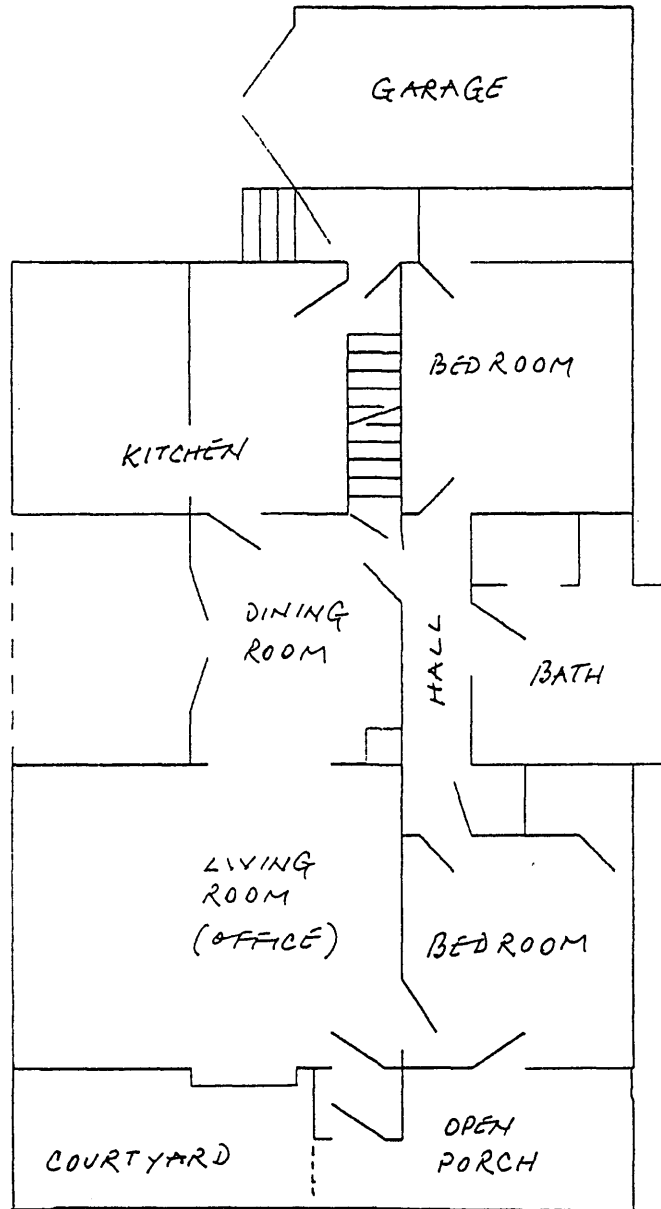 GARAGE
BEDROOM
KITCHEN
DINING
ROOM
HALL
BATH
LIVING
ROOM
(OFFICE)
BEDROOM
COURTYARD
OPEN
PORCH